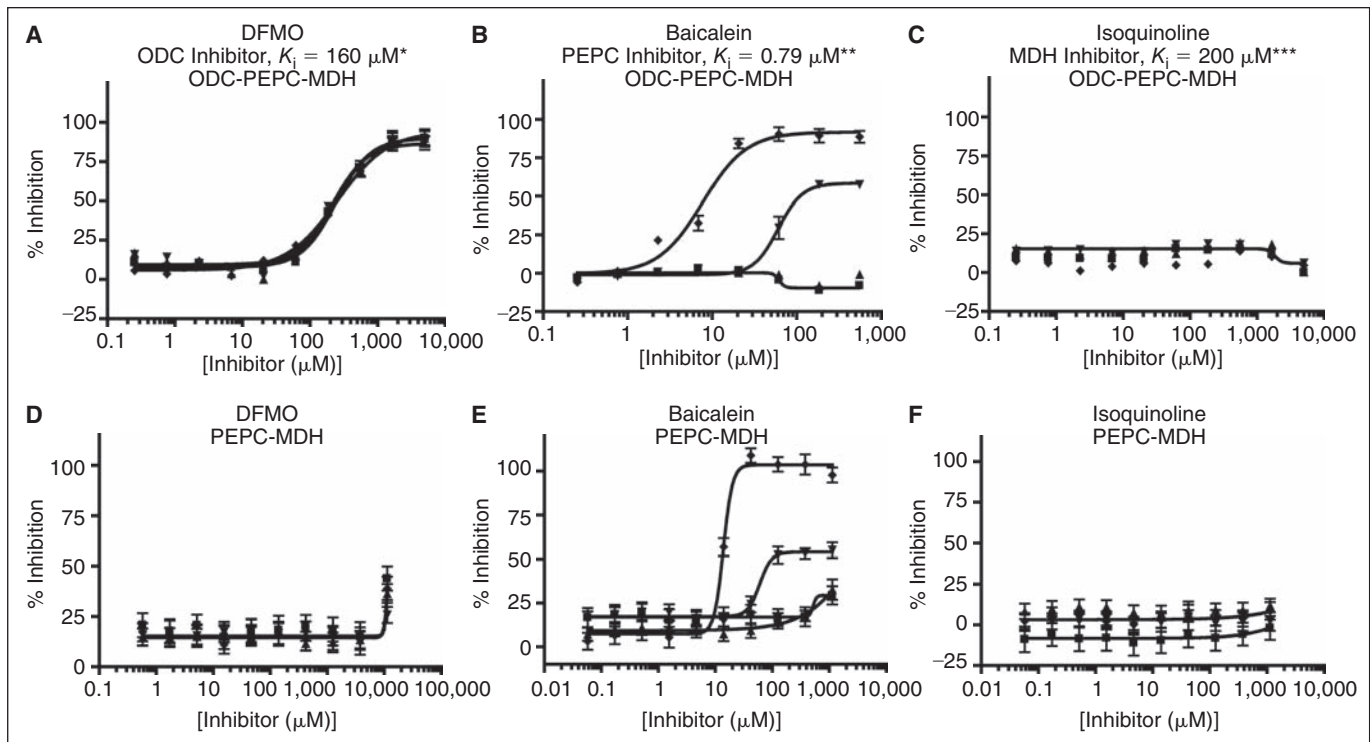 A
DFMO
ODC Inhibitor, Ki = 160 μM*
ODC-PEPC-MDH
% Inhibition
100
75
50
25
0
−25
0.1 1 10 100 1,000 10,000
[Inhibitor (μM)]
B
Baicalein
PEPC Inhibitor, Ki = 0.79 μM**
ODC-PEPC-MDH
% Inhibition
100
75
50
25
0
−25
0.1 1 10 100 1,000
[Inhibitor (μM)]
C
Isoquinoline
MDH Inhibitor, Ki = 200 μM***
ODC-PEPC-MDH
% Inhibition
100
75
50
25
0
−25
0.1 1 10 100 1,000 10,000
[Inhibitor (μM)]
D
DFMO
PEPC-MDH
% Inhibition
100
75
50
25
0
0.1 1 10 100 1,000 10,000 100,000
[Inhibitor (μM)]
E
Baicalein
PEPC-MDH
% Inhibition
100
75
50
25
0
0.01 0.1 1 10 100 1,000 10,000
[Inhibitor (μM)]
F
Isoquinoline
PEPC-MDH
% Inhibition
100
75
50
25
0
−25
0.01 0.1 1 10 100 1,000 10,000
[Inhibitor (μM)]